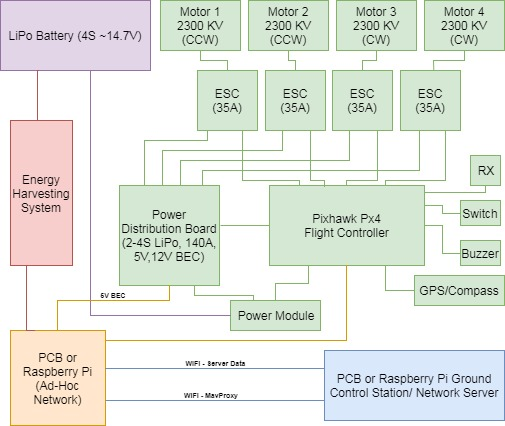 LiPo Battery (4S ~14.7V)
Motor 1
2300 KV
(CCW)
Motor 2
2300 KV
(CCW)
Motor 3
2300 KV
(CW)
Motor 4
2300 KV
(CW)
ESC
(35A)
ESC
(35A)
ESC
(35A)
ESC
(35A)
Energy
Harvesting
System
RX
Switch
Buzzer
GPS/Compass
Power
Distribution Board
(2-4S LiPo, 140A,
5V,12V BEC)
Pixhawk Px4
Flight Controller
5V BEC
Power Module
PCB or
Raspberry Pi
(Ad-Hoc
Network)
WIFI - Server Data
WIFI - MavProxy
PCB or Raspberry Pi Ground
Control Station/ Network Server